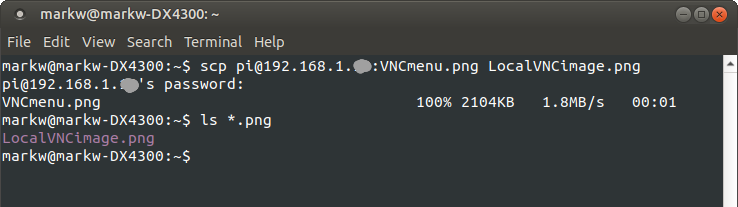 markw@markw-DX4300: ~
File Edit View Search Terminal Help
markw@markw-DX4300:~$ scp pi@192.168.1. :VNCmenu.png LocalVNCimage.png
pi@192.168.1. 's password:
VNCmenu.png 100% 2104KB 1.8MB/s 00:01
markw@markw-DX4300:~$ ls *.png
LocalVNCimage.png
markw@markw-DX4300:~$